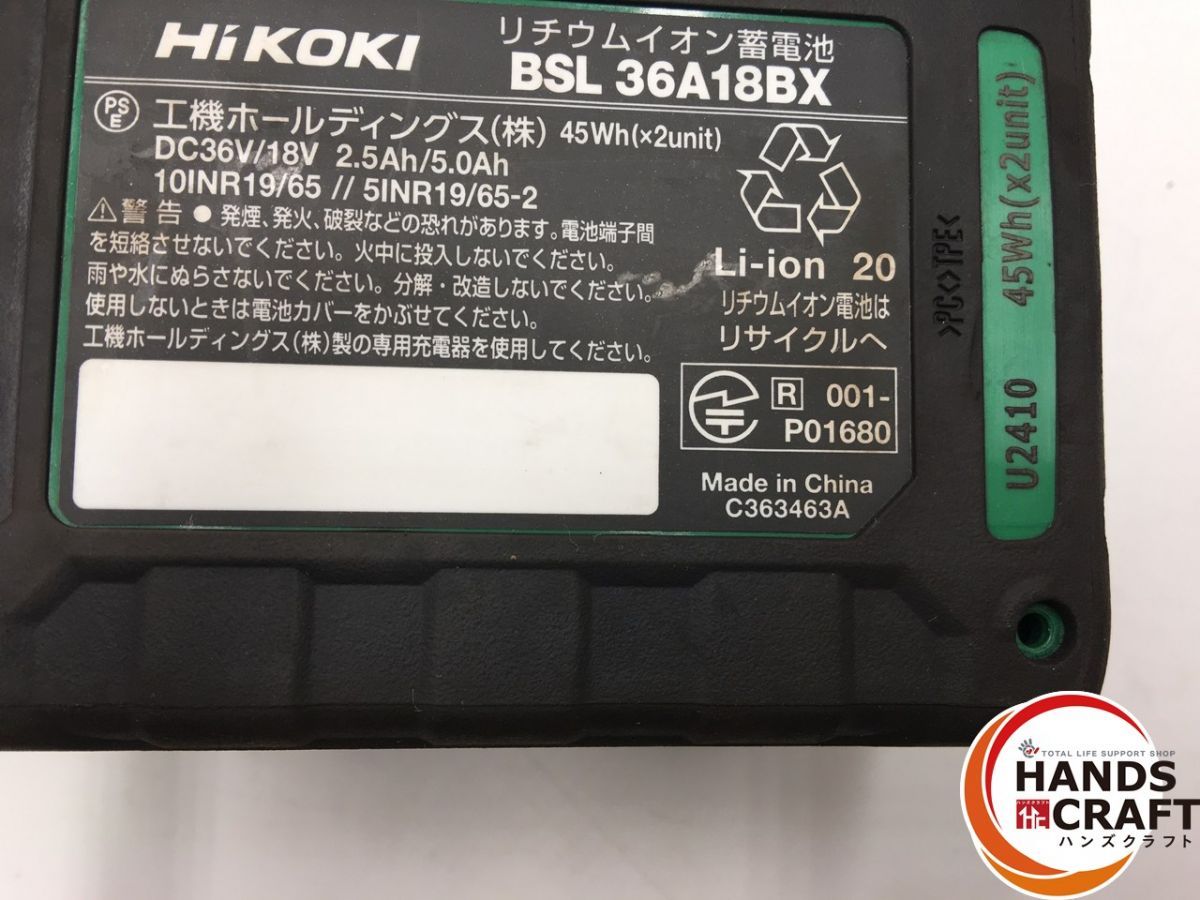 HiKOKI
リチウムイオン蓄電池
BSL 36A18BX
PSE 工機ホールディングス(株) 45Wh(×2unit)
DC36V/18V 2.5Ah/5.0Ah
10INR19/65 // 5INR19/65-2
⚠警告 ● 発煙、発火、破裂などの恐れがあります。電池端子間
を短絡させないでください。火中に投入しないでください。
雨や水にぬらさないでください。分解・改造しないでください。
使用しないときは電池カバーをかぶせてください。
工機ホールディングス(株)製の専用充電器を使用してください。
Li-ion 20
リチウムイオン電池は
リサイクルへ
R 001-
P01680
Made in China
C363463A
>PC<>TPE<
U2410 45Wh(x2unit)
TOTAL LIFE SUPPORT SHOP
HANDS
ハンズクラフト
CRAFT
ハンズクラフト